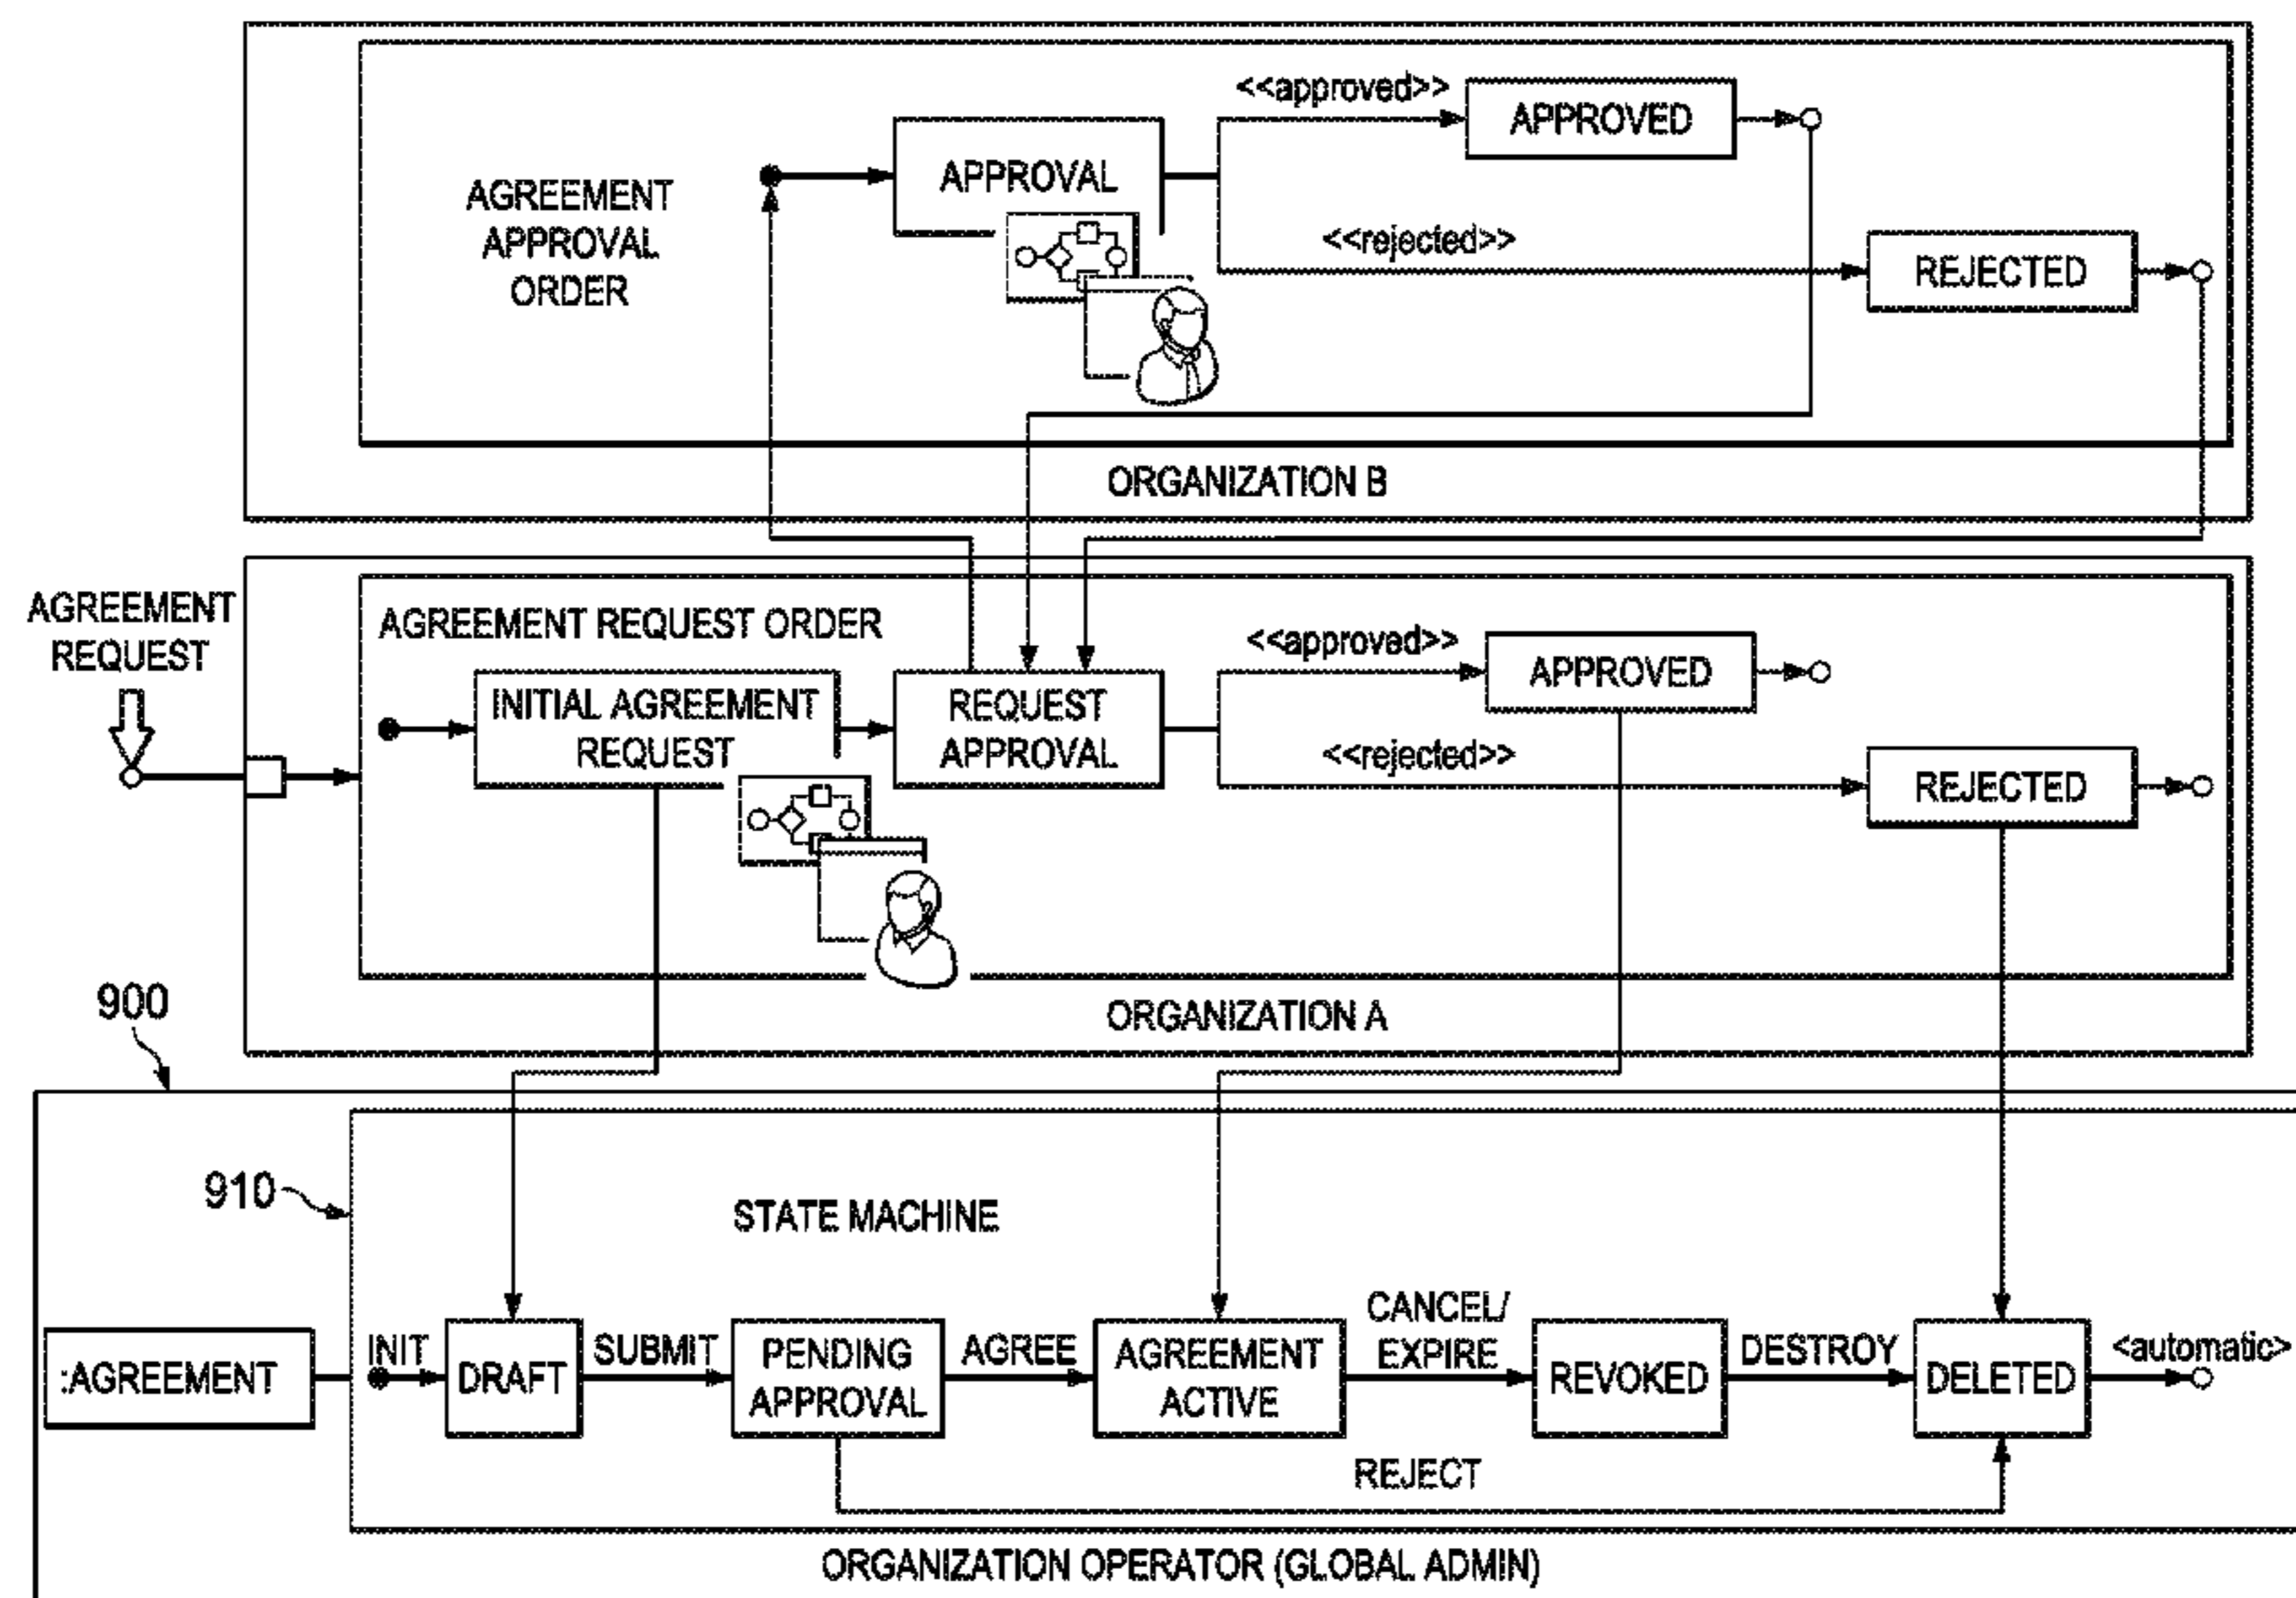 <<approved>>
APPROVED
AGREEMENT
APPROVAL
ORDER
APPROVAL
<<rejected>>
REJECTED
ORGANIZATION B
AGREEMENT
REQUEST
AGREEMENT REQUEST ORDER
INITIAL AGREEMENT
REQUEST
REQUEST
APPROVAL
<<approved>>
APPROVED
<<rejected>>
REJECTED
ORGANIZATION A
900
910
STATE MACHINE
:AGREEMENT
INIT
DRAFT
SUBMIT
PENDING
APPROVAL
AGREE
AGREEMENT
ACTIVE
CANCEL/
EXPIRE
REVOKED
DESTROY
DELETED
<automatic>
REJECT
ORGANIZATION OPERATOR (GLOBAL ADMIN)